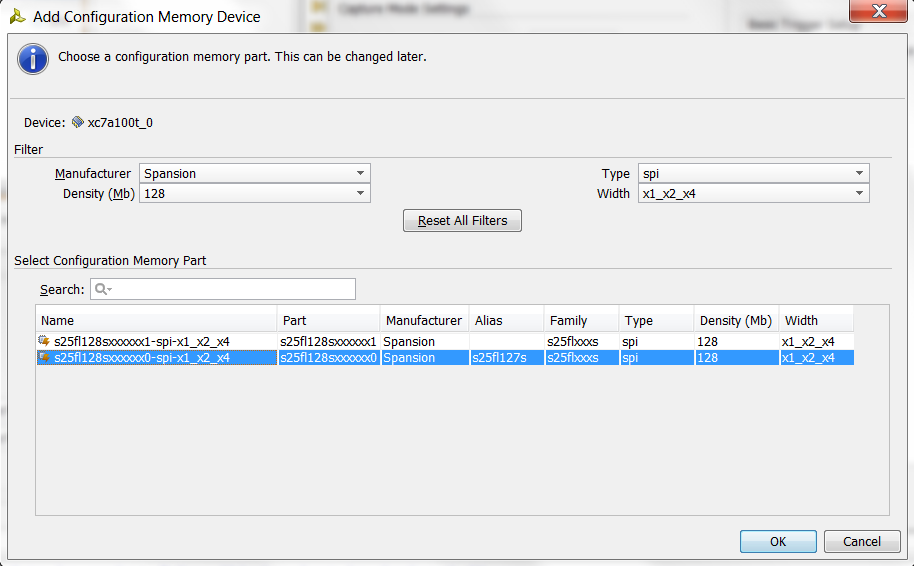 Capture Mode Settings
Add Configuration Memory Device
Choose a configuration memory part. This can be changed later.
Device: xc7a100t_0
Filter
Manufacturer Spansion Type spi
Density (Mb) 128 Width x1_x2_x4
Reset All Filters
Select Configuration Memory Part
Search:
Name Part Manufacturer Alias Family Type Density (Mb) Width
s25fl128sxxxxxx1-spi-x1_x2_x4 s25fl128sxxxxxx1 Spansion s25flxxxs spi 128 x1_x2_x4
s25fl128sxxxxxx0-spi-x1_x2_x4 s25fl128sxxxxxx0 Spansion s25fl127s s25flxxxs spi 128 x1_x2_x4
OK Cancel